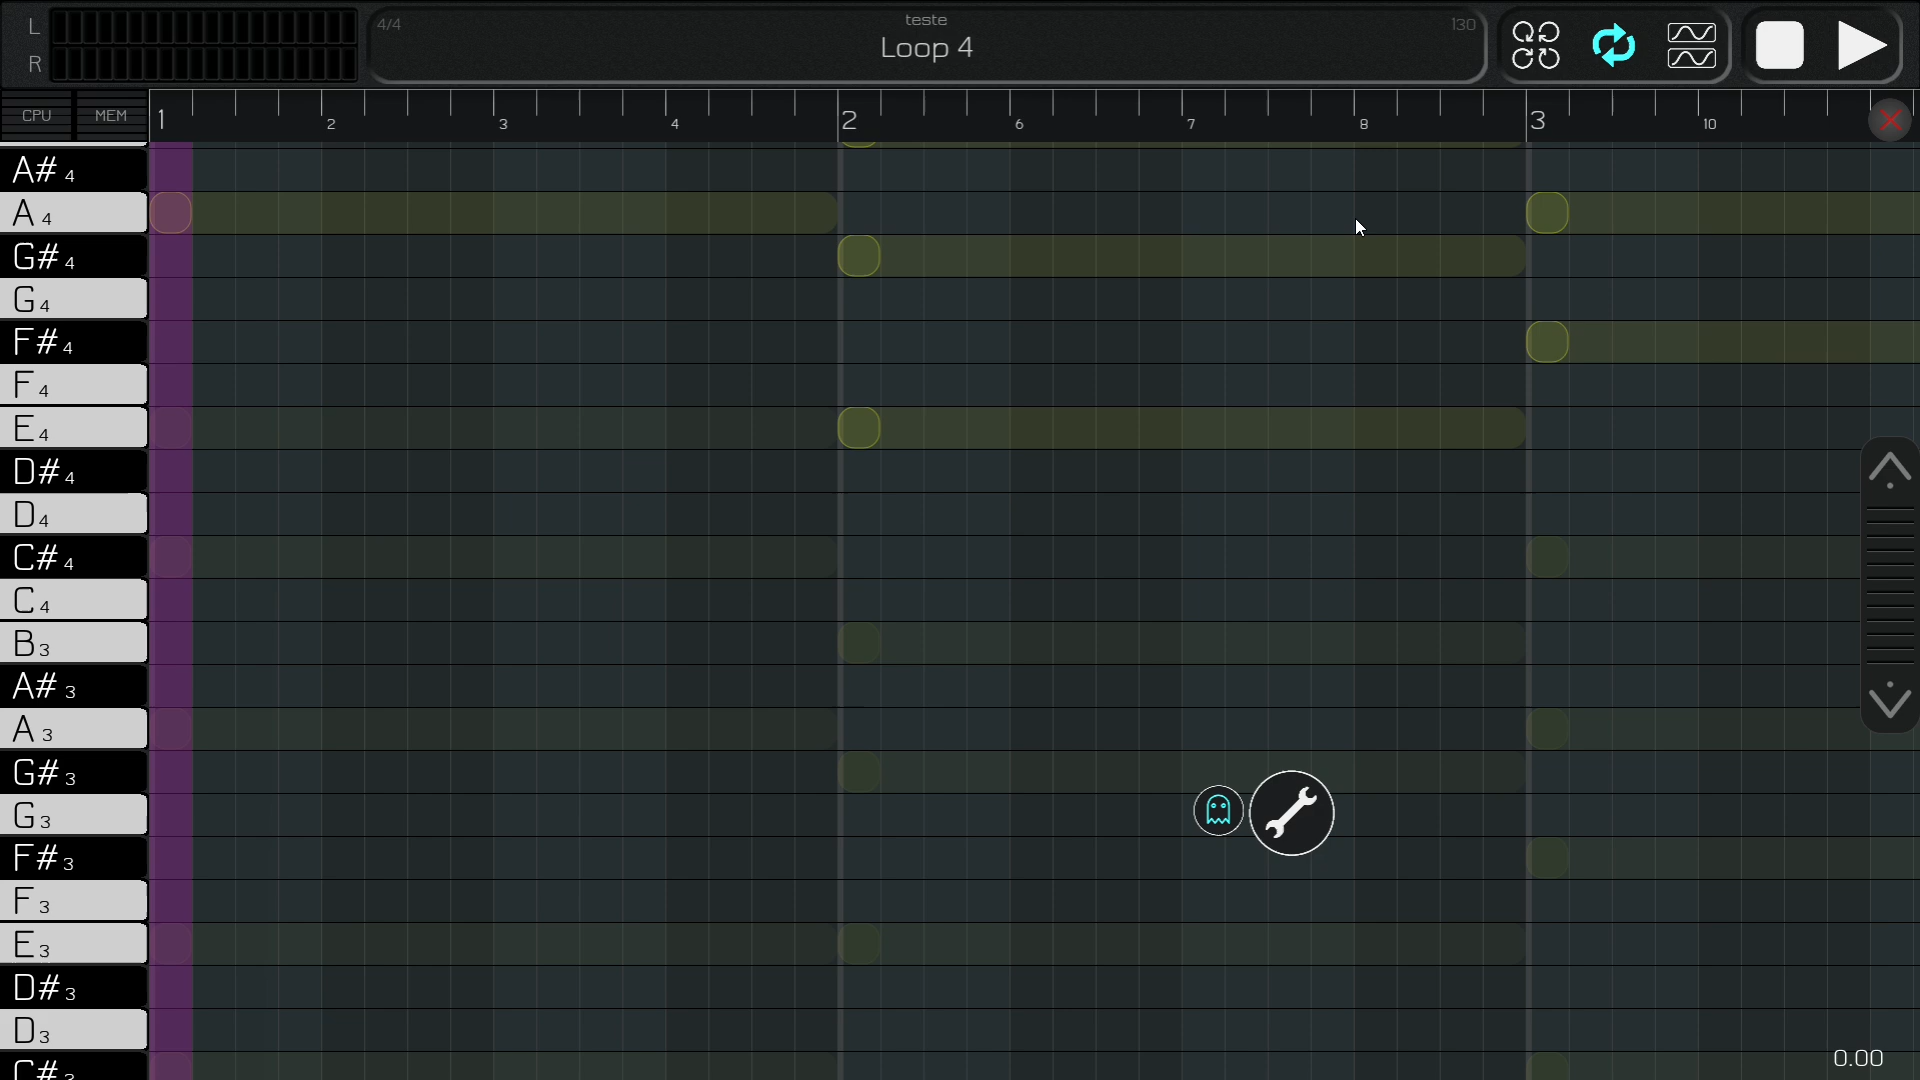 L
R
4/4
teste
130
Loop 4
CPU
MEM
1
2
3
4
2
6
7
8
3
10
A# 4
A 4
G# 4
G 4
F# 4
F 4
E 4
D# 4
D 4
C# 4
C 4
B 3
A# 3
A 3
G# 3
G 3
F# 3
F 3
E 3
D# 3
D 3
C# 3
0.00